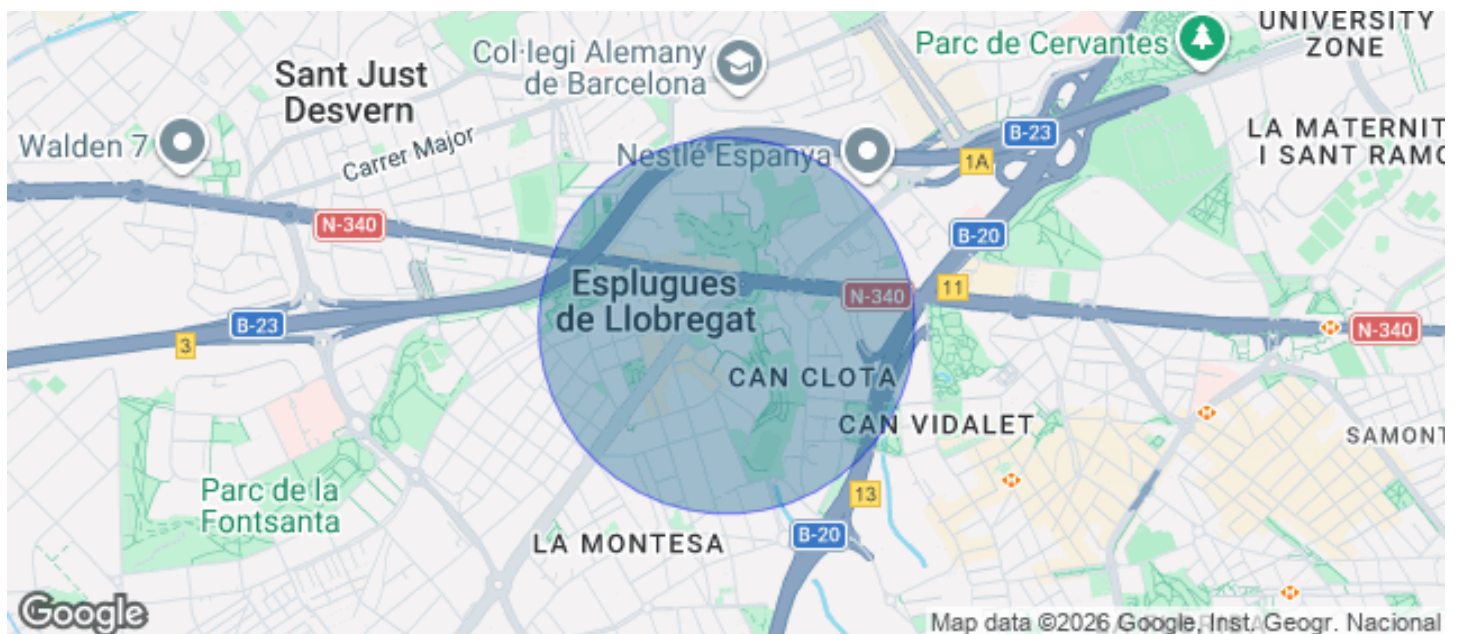 UNIVERSITY
ZONE
Parc de Cervantes
Col·legi Alemany
de Barcelona
Sant Just
Desvern
Walden 7
Carrer Major
Nestlé Espanya
B-23
1A
LA MATERNIT
I SANT RAMO
N-340
B-20
Esplugues
de Llobregat
N-340
11
B-23
3
N-340
CAN CLOTA
CAN VIDALET
SAMONT
Parc de la
Fontsanta
13
LA MONTESA
B-20
Google
Map data ©2026 Google, Inst. Geogr. Nacional